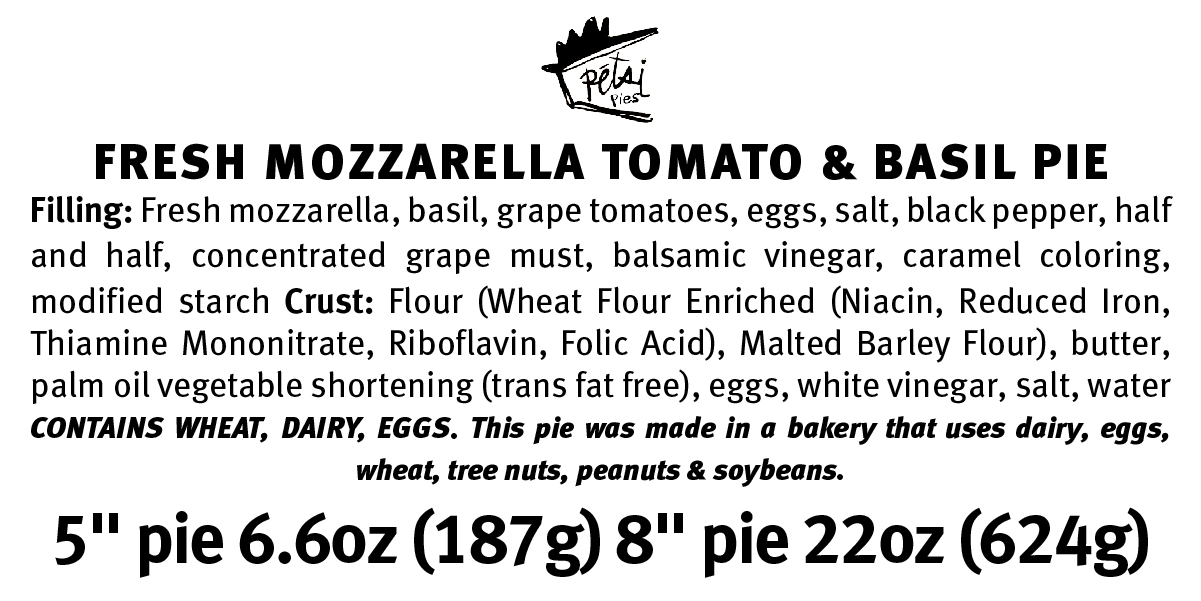 pétsi
pies
FRESH MOZZARELLA TOMATO & BASIL PIE
Filling: Fresh mozzarella, basil, grape tomatoes, eggs, salt, black pepper, half
and half, concentrated grape must, balsamic vinegar, caramel coloring,
modified starch Crust: Flour (Wheat Flour Enriched (Niacin, Reduced Iron,
Thiamine Mononitrate, Riboflavin, Folic Acid), Malted Barley Flour), butter,
palm oil vegetable shortening (trans fat free), eggs, white vinegar, salt, water
CONTAINS WHEAT, DAIRY, EGGS. This pie was made in a bakery that uses dairy, eggs,
wheat, tree nuts, peanuts & soybeans.
5" pie 6.6oz (187g) 8" pie 22oz (624g)